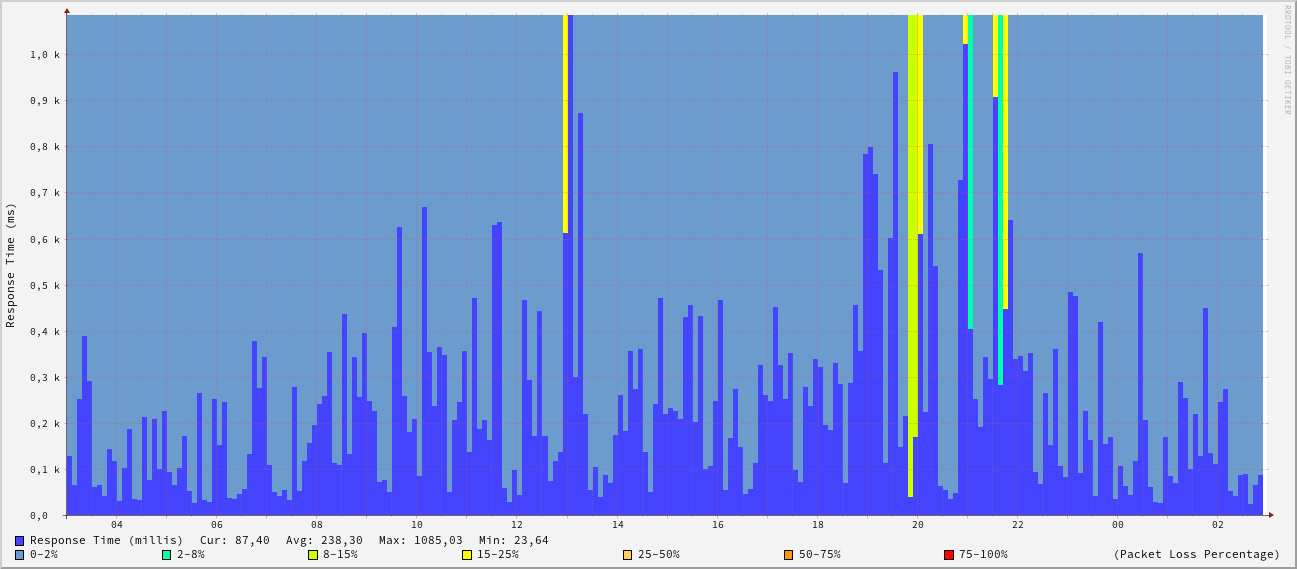 RRDTOOL / TOBI OETIKER
Response Time (ms)
1,0 k
0,9 k
0,8 k
0,7 k
0,6 k
0,5 k
0,4 k
0,3 k
0,2 k
0,1 k
0,0
04 06 08 10 12 14 16 18 20 22 00 02
Response Time (millis) Cur: 87,40 Avg: 238,30 Max: 1085,03 Min: 23,64
0-2% 2-8% 8-15% 15-25% 25-50% 50-75% 75-100% (Packet Loss Percentage)